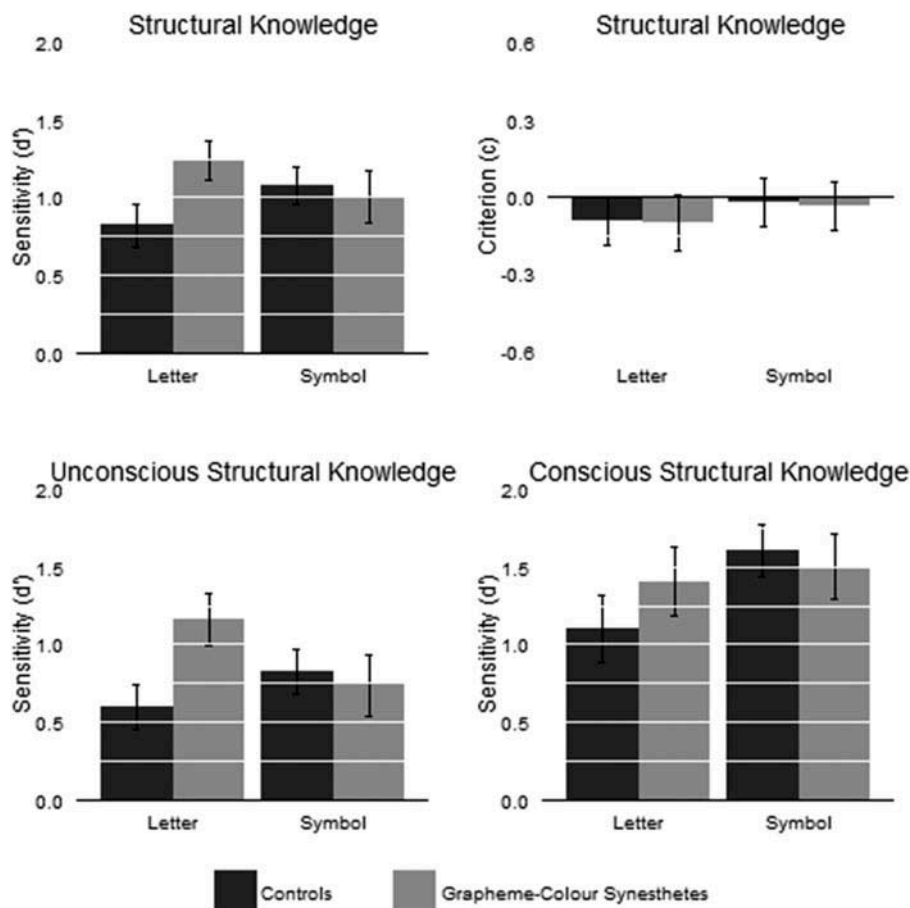 Structural Knowledge
2.0
1.5
1.0
0.5
0.0
Sensitivity (d')
Letter
Symbol
Structural Knowledge
0.6
0.3
0.0
-0.3
-0.6
Criterion (c)
Letter
Symbol
Unconscious Structural Knowledge
2.0
1.5
1.0
0.5
0.0
Sensitivity (d')
Letter
Symbol
Conscious Structural Knowledge
2.0
1.5
1.0
0.5
0.0
Sensitivity (d')
Letter
Symbol
Controls
Grapheme-Colour Synesthetes